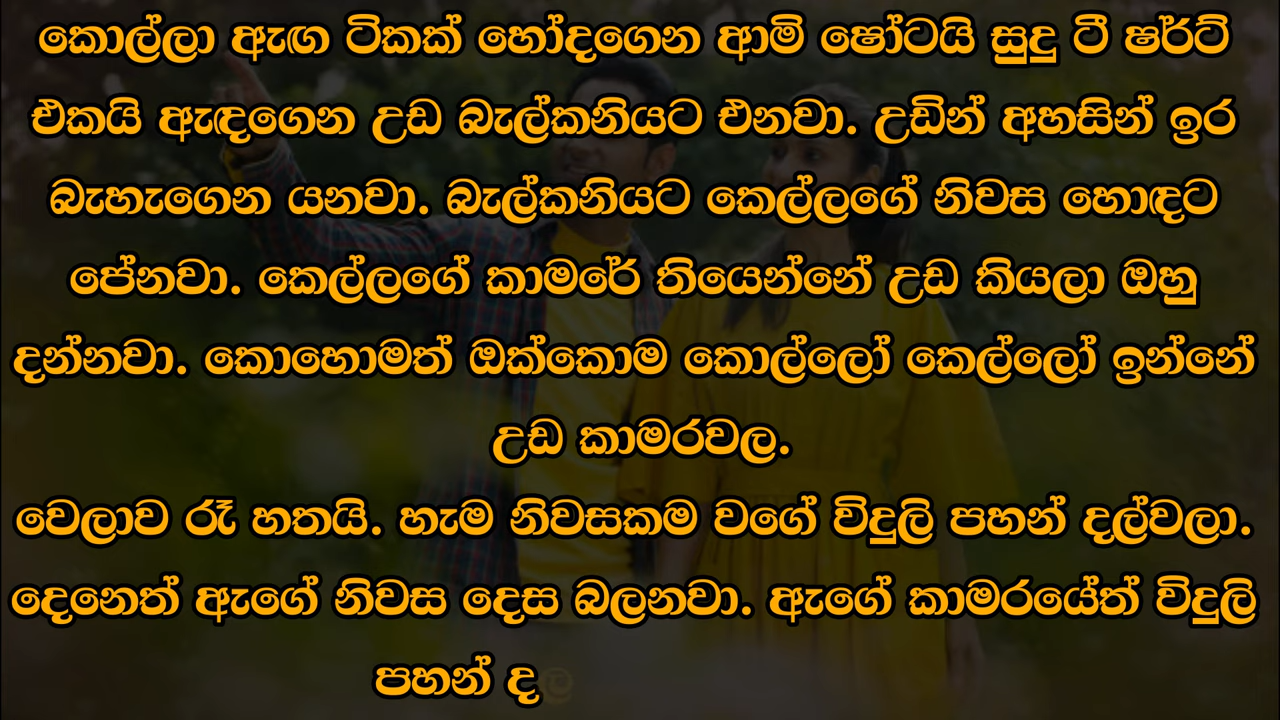 කොල්ලා ඇඟ ටිකක් හෝදගෙන ආමි ෂෝටයි සුදු ටී ෂර්ට්
එකයි ඇඳගෙන උඩ බැල්කනියට එනවා. උඩින් අහසින් ඉර
බැහැගෙන යනවා. බැල්කනියට කෙල්ලගේ නිවස හොඳට
පේනවා. කෙල්ලගේ කාමරේ තියෙන්නේ උඩ කියලා ඔහු
දන්නවා. කොහොමත් ඔක්කොම කොල්ලෝ කෙල්ලෝ ඉන්නේ
උඩ කාමරවල.
වෙලාව රෑ හතයි. හැම නිවසකම වගේ විදුලි පහන් දල්වලා.
දෙනෙත් ඇගේ නිවස දෙස බලනවා. ඇගේ කාමරයේත් විදුලි
පහන් ද